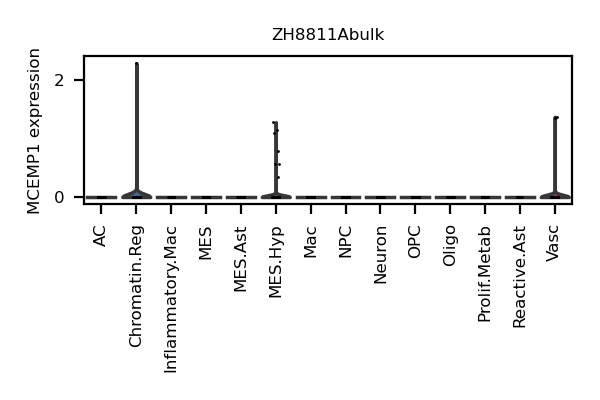 ZH8811Abulk
MCEMP1 expression
2
0
AC
Chromatin.Reg
Inflammatory.Mac
MES
MES.Ast
MES.Hyp
Mac
NPC
Neuron
OPC
Oligo
Prolif.Metab
Reactive.Ast
Vasc